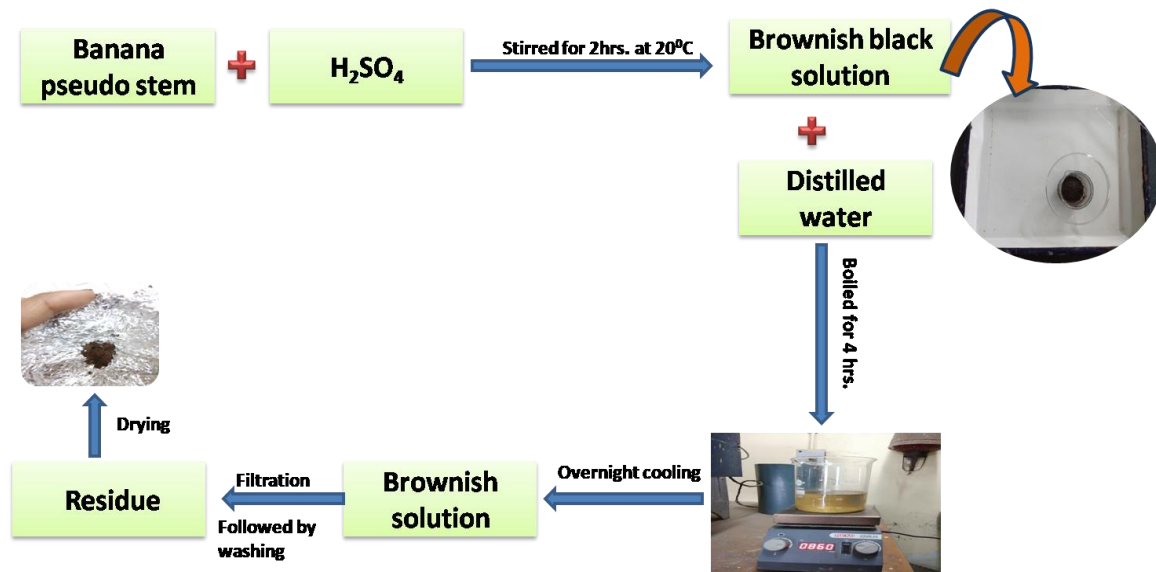 Banana
pseudo stem
H₂SO₄
Stirred for 2hrs. at 20⁰C
Brownish black
solution
Distilled
water
Boiled for 4 hrs.
0860
Overnight cooling
Brownish
solution
Filtration
Followed by
washing
Residue
Drying